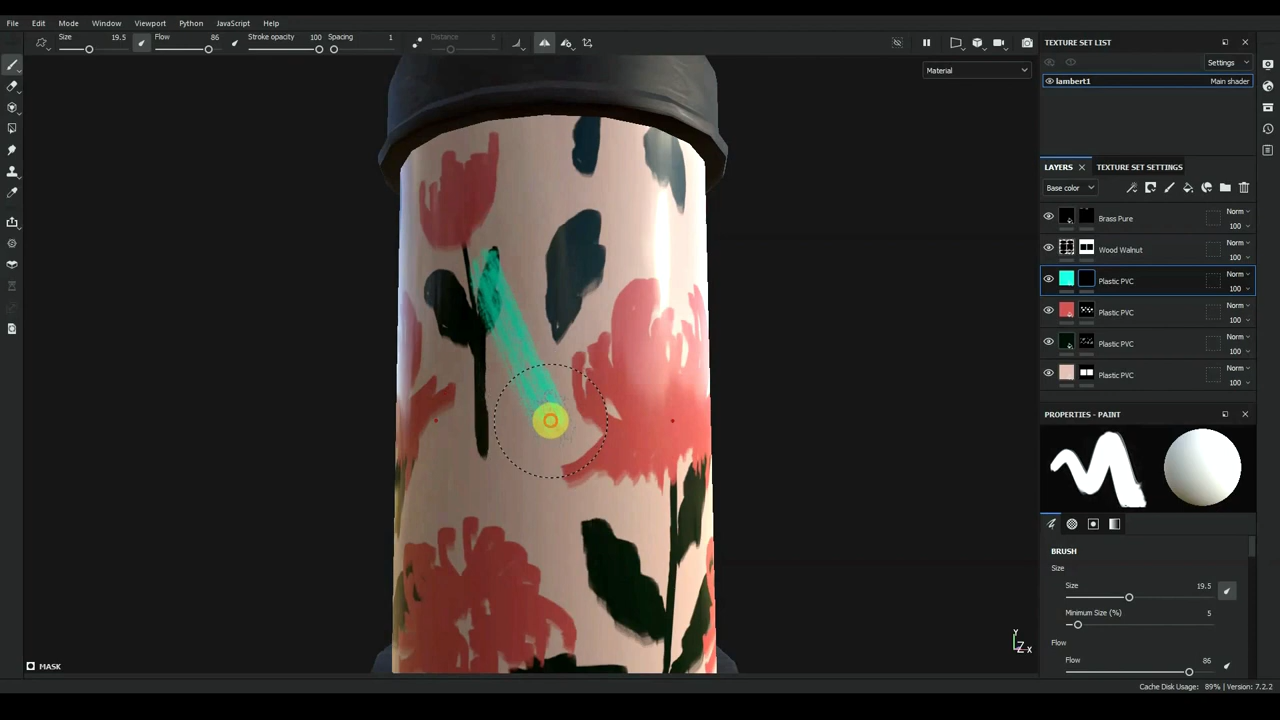 File Edit Mode Window Viewport Python JavaScript Help
Size 19.5 Flow 86 Stroke opacity 100 Spacing 1 Distance 5
Material
TEXTURE SET LIST
Settings
lambert1 Main shader
LAYERS TEXTURE SET SETTINGS
Base color
Brass Pure Norm 100
Wood Walnut Norm 100
Plastic PVC Norm 100
Plastic PVC Norm 100
Plastic PVC Norm 100
Plastic PVC Norm 100
PROPERTIES - PAINT
BRUSH
Size
Size 19.5
Minimum Size (%) 5
Flow
Flow 86
Y
Z X
MASK
Cache Disk Usage: 89% | Version: 7.2.2